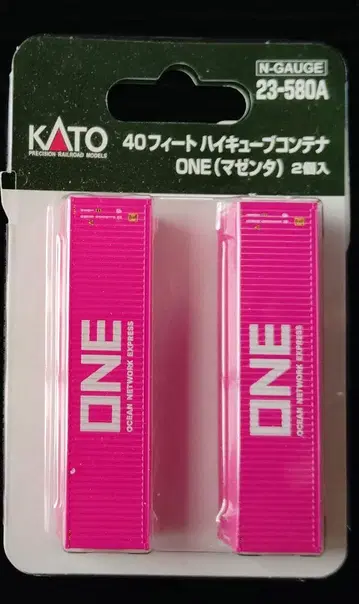 N-GAUGE
23-580A
KATO
PRECISION RAILROAD MODELS
40フィート ハイキューブコンテナ
ONE(マゼンタ) 2個入
ONE
OCEAN NETWORK EXPRESS
ONE
OCEAN NETWORK EXPRESS